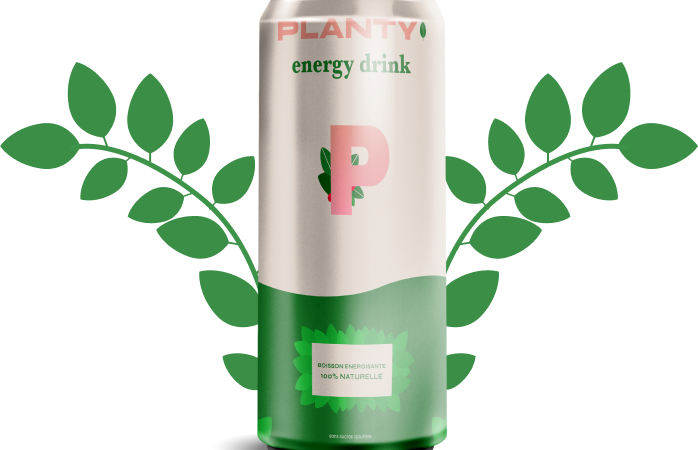 PLANTY
energy drink
P
BOISSON ENERGISANTE
100% NATURELLE